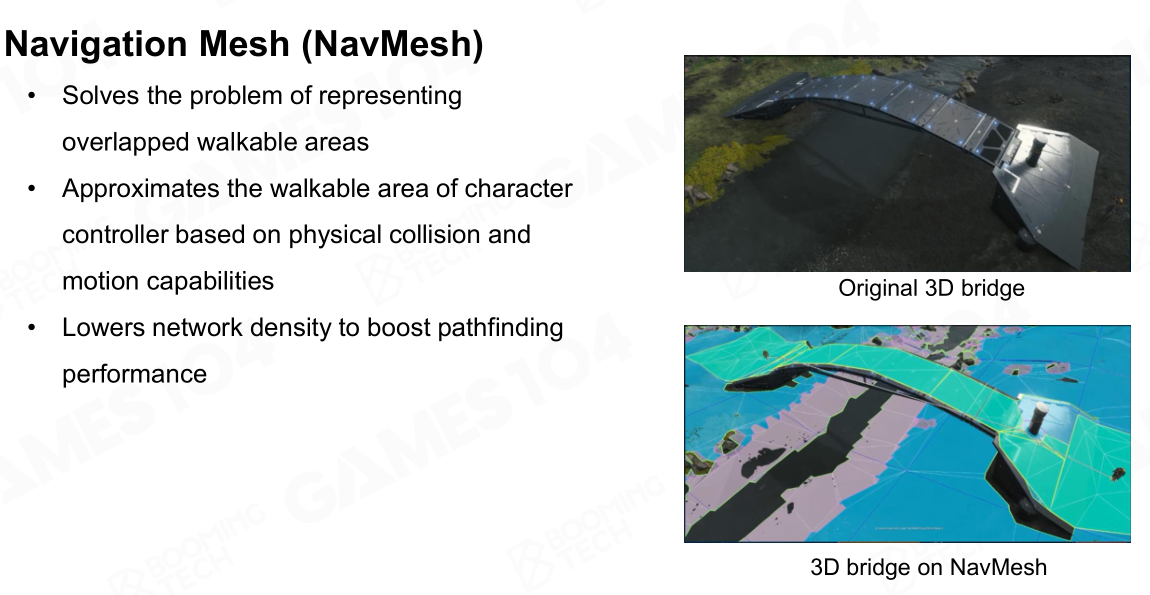 Navigation Mesh (NavMesh)
• Solves the problem of representing
overlapped walkable areas
• Approximates the walkable area of character
controller based on physical collision and
motion capabilities
• Lowers network density to boost pathfinding
performance
Original 3D bridge
3D bridge on NavMesh
GAMES104
BOOMING
TECH